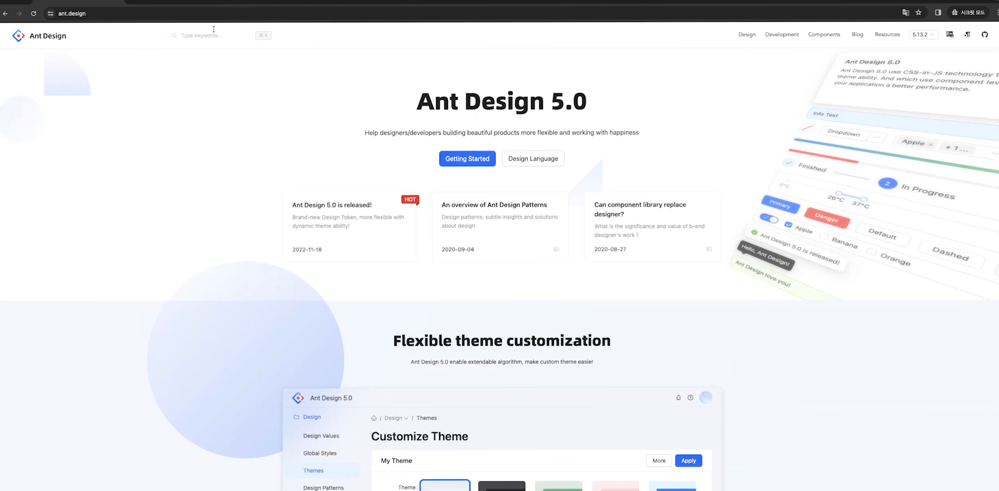 ant.design
시크릿 모드
Ant Design
Type keywords...
⌘ K
Design
Development
Components
Blog
Resources
5.13.2
Ant Design 5.0
Help designers/developers building beautiful products more flexible and working with happiness
Getting Started
Design Language
Ant Design 5.0 is released!
HOT
Brand-new Design Token, more flexible with
dynamic theme ability!
2022-11-18
An overview of Ant Design Patterns
Design patterns: subtle insights and solutions
about design
2020-09-04
Can component library replace
designer?
What is the significance and value of b-end
designer's work ?
2020-08-27
Ant Design 5.0
Ant Design 5.0 use CSS-in-JS technology
theme ability. And which use component
your application a better performance.
Info Text
Dropdown
...
Apple ×
+ 1 ...
Finished
2
In Progress
0°C
26°C
37°C
Primary
Danger
Default
Dashed
Apple
Banana
Orange
Ant Design 5.0 is released!
Hello, Ant Design!
Ant Design love you!
Flexible theme customization
Ant Design 5.0 enable extendable algorithm, make custom theme easier
Ant Design 5.0
Design
Design Values
Global Styles
Themes
Design Patterns
/ Design / Themes
Customize Theme
My Theme
More
Apply
Theme: